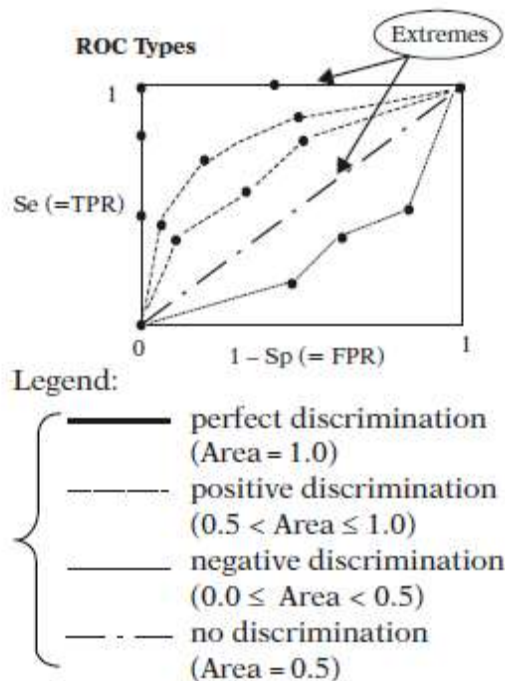 Extremes
ROC Types
1
Se (=TPR)
0
1 – Sp (= FPR)
1
Legend:
perfect discrimination
(Area = 1.0)
positive discrimination
(0.5 < Area ≤ 1.0)
negative discrimination
(0.0 ≤ Area < 0.5)
no discrimination
(Area = 0.5)